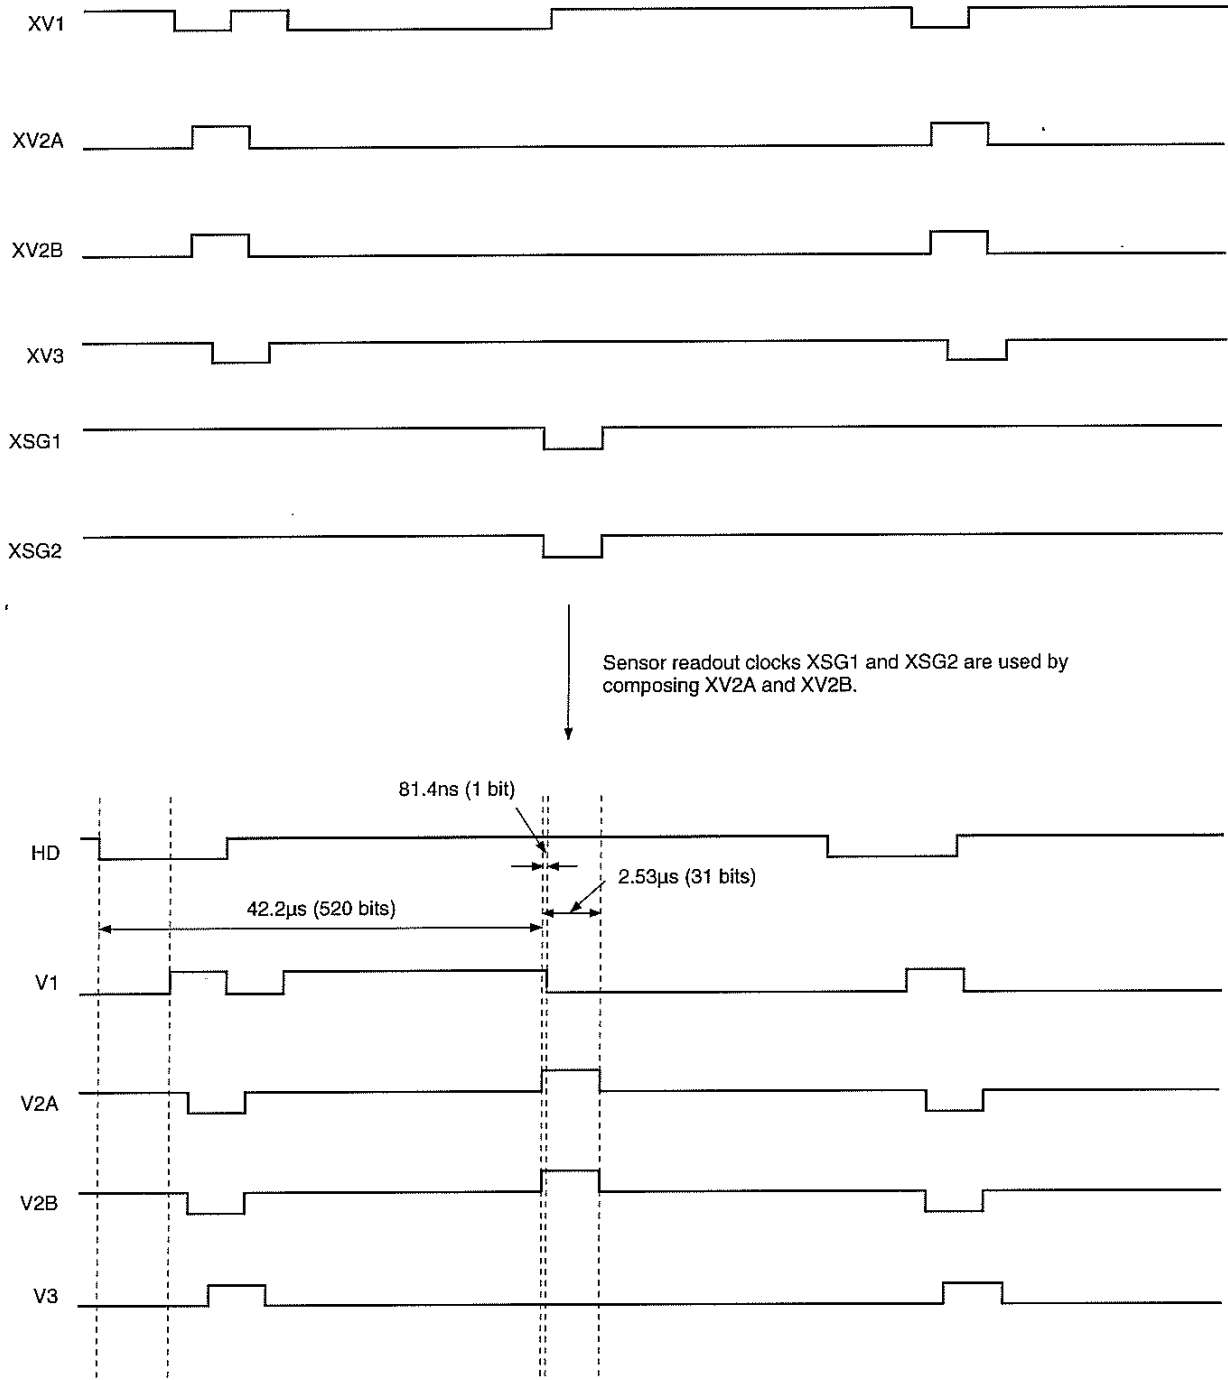 XV1
XV2A
XV2B
XV3
XSG1
XSG2
Sensor readout clocks XSG1 and XSG2 are used by
composing XV2A and XV2B.
81.4ns (1 bit)
HD
2.53μs (31 bits)
42.2μs (520 bits)
V1
V2A
V2B
V3